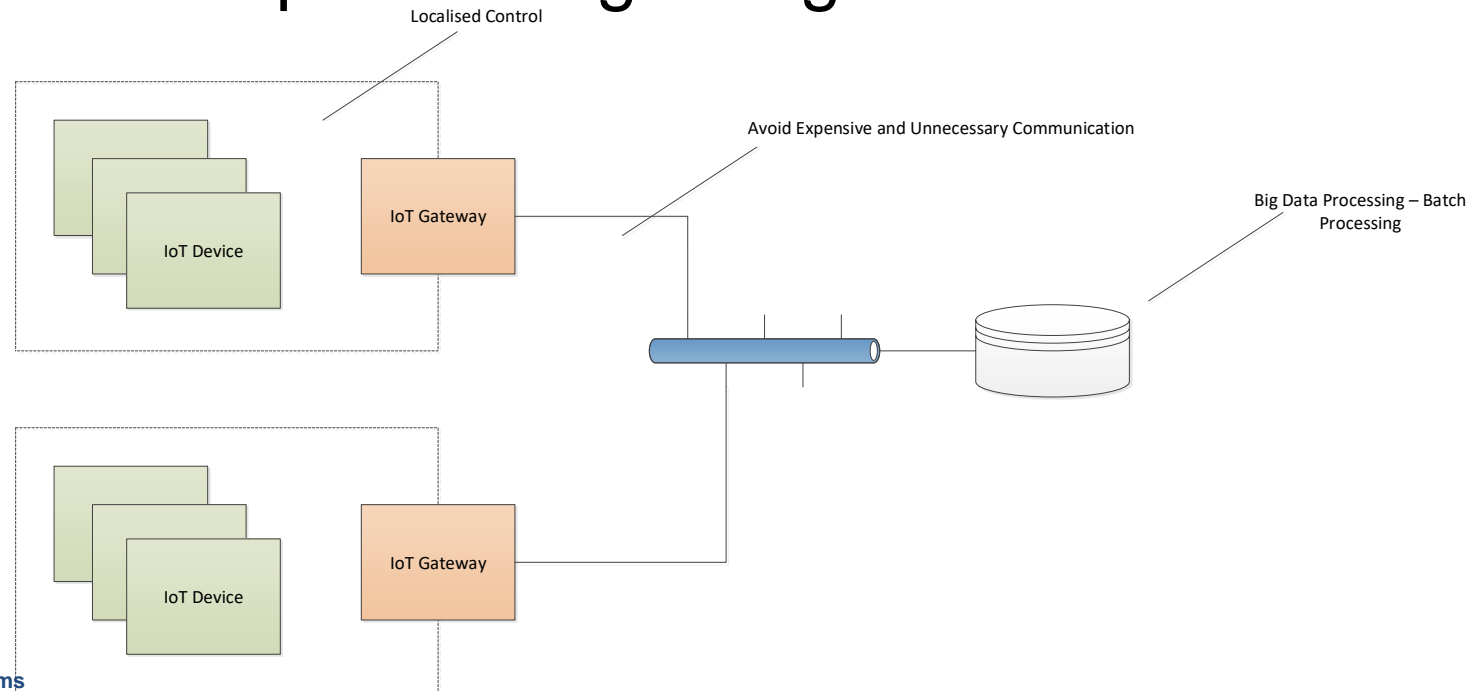 Localised Control
Avoid Expensive and Unnecessary Communication
Big Data Processing – Batch
Processing
IoT Gateway
IoT Device
IoT Gateway
IoT Device
ms